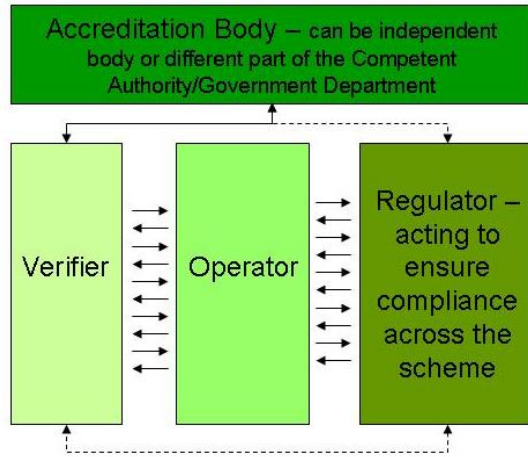 Accreditation Body – can be independent
body or different part of the Competent
Authority/Government Department
Verifier
Operator
Regulator –
acting to
ensure
compliance
across the
scheme